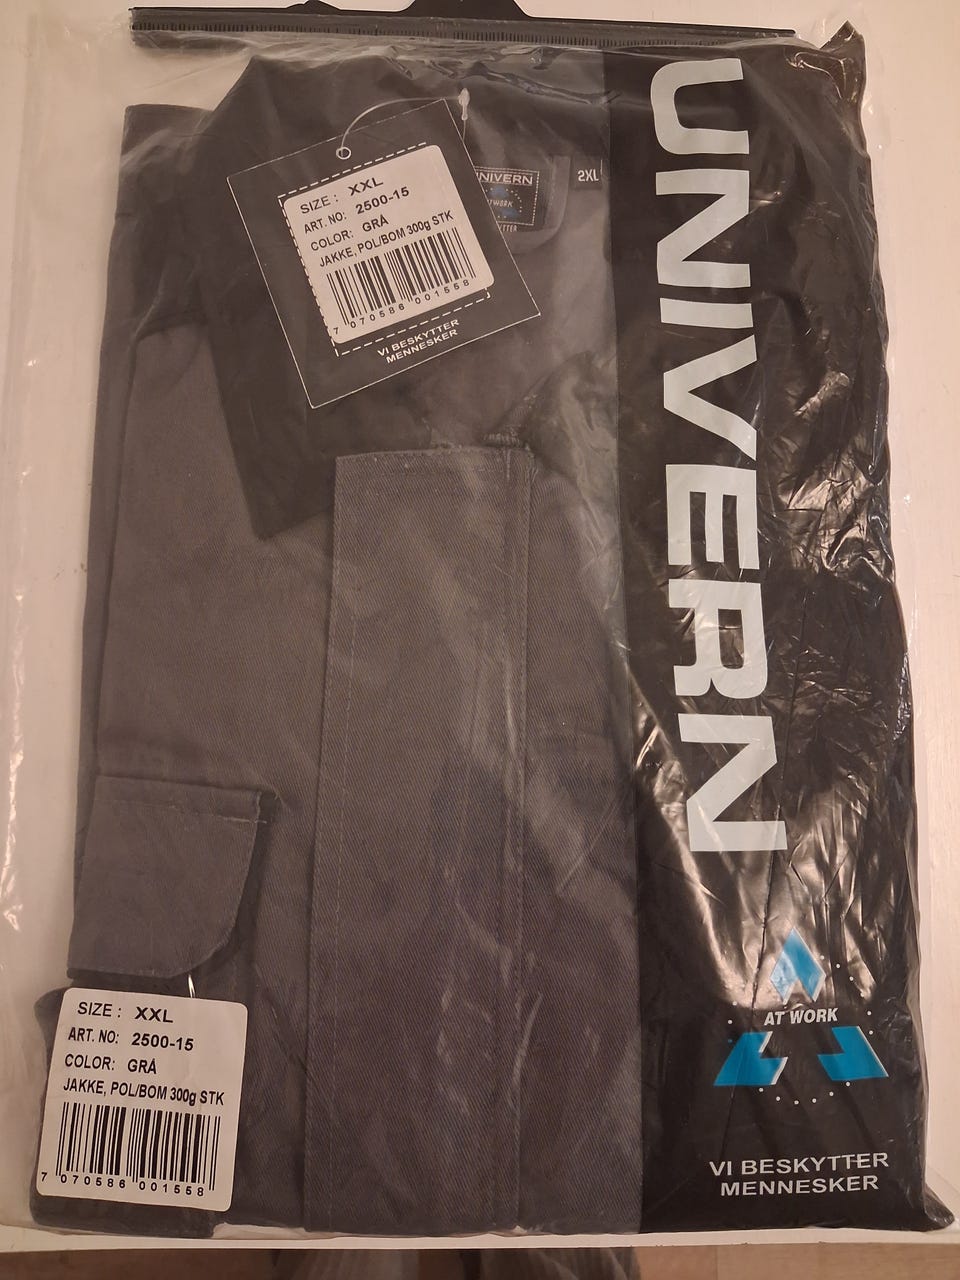 SIZE : XXL
ART. NO: 2500-15
COLOR: GRÅ
JAKKE, POL/BOM 300g STK
7 070586 001558
VI BESKYTTER
MENNESKER
2XL
UNIVERN
SIZE : XXL
ART. NO: 2500-15
COLOR: GRÅ
JAKKE, POL/BOM 300g STK
7 070586 001558
AT WORK
VI BESKYTTER
MENNESKER